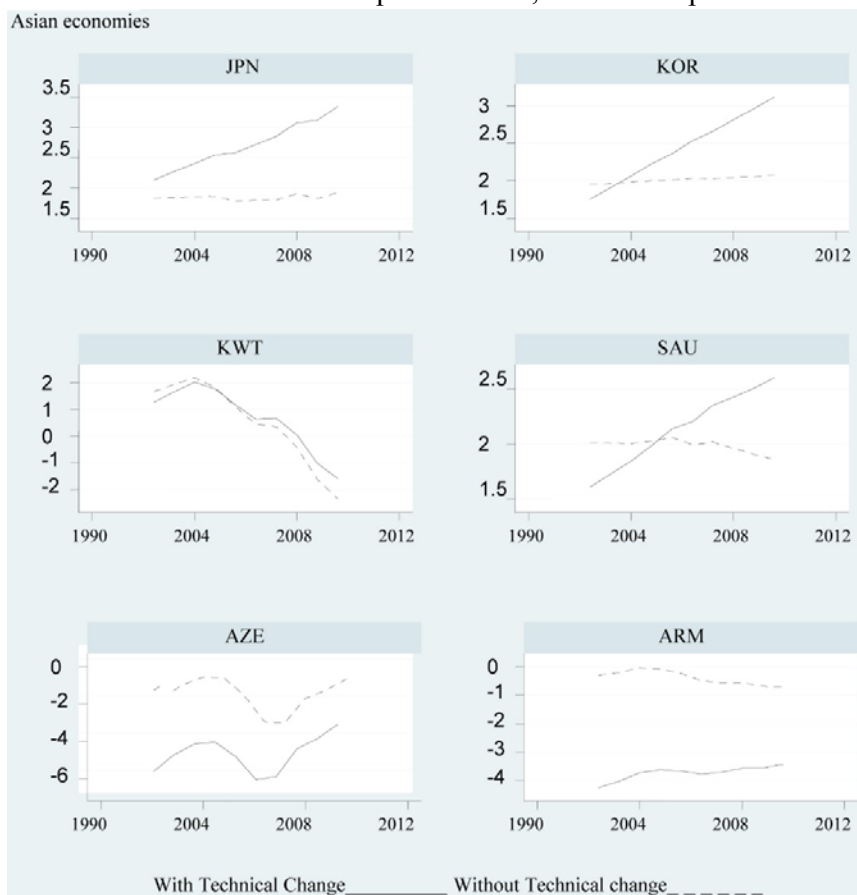 Asian economies
JPN
3.5
3
2.5
2
1.5
1990 2004 2008 2012
KOR
3
2.5
2
1.5
1990 2004 2008 2012
KWT
2
1
0
-1
-2
1990 2004 2008 2012
SAU
2.5
2
1.5
1990 2004 2008 2012
AZE
0
-2
-4
-6
1990 2004 2008 2012
ARM
0
-1
-2
-3
-4
1990 2004 2008 2012
With Technical Change__________ Without Technical change_ _ _ _ _ _